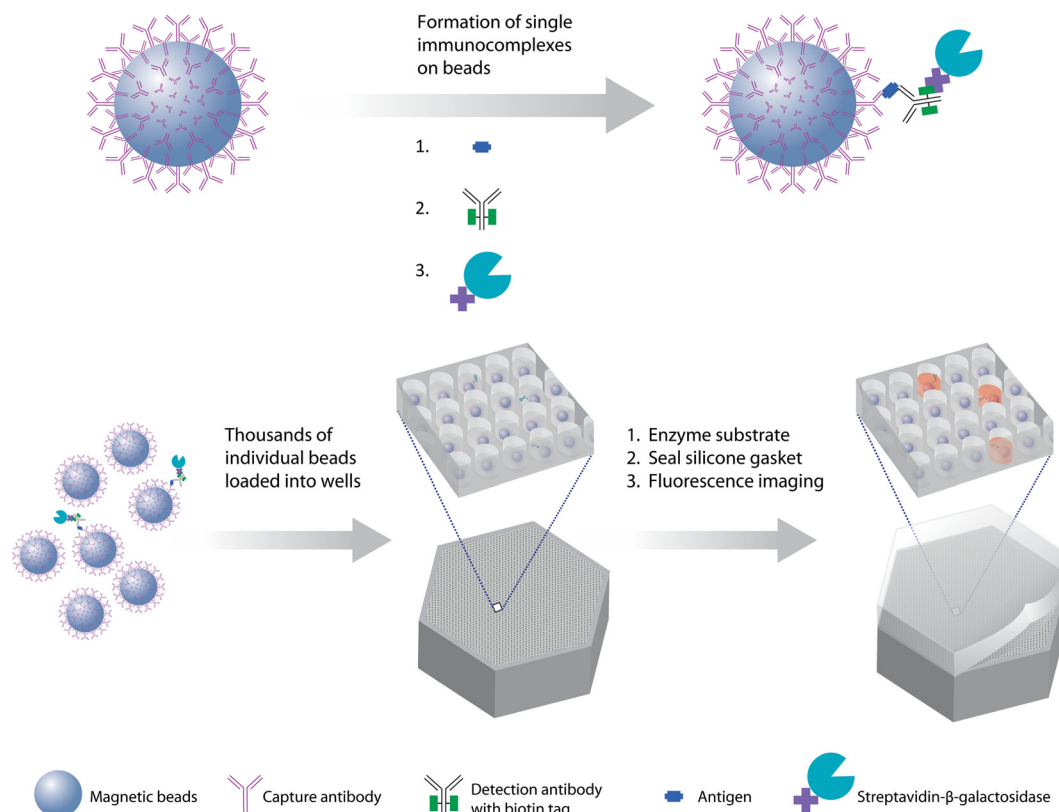 Formation of single
immunocomplexes
on beads
1.
2.
3.
Thousands of
individual beads
loaded into wells
1. Enzyme substrate
2. Seal silicone gasket
3. Fluorescence imaging
Magnetic beads
Capture antibody
Detection antibody
with biotin tag
Antigen
Streptavidin-β-galactosidase